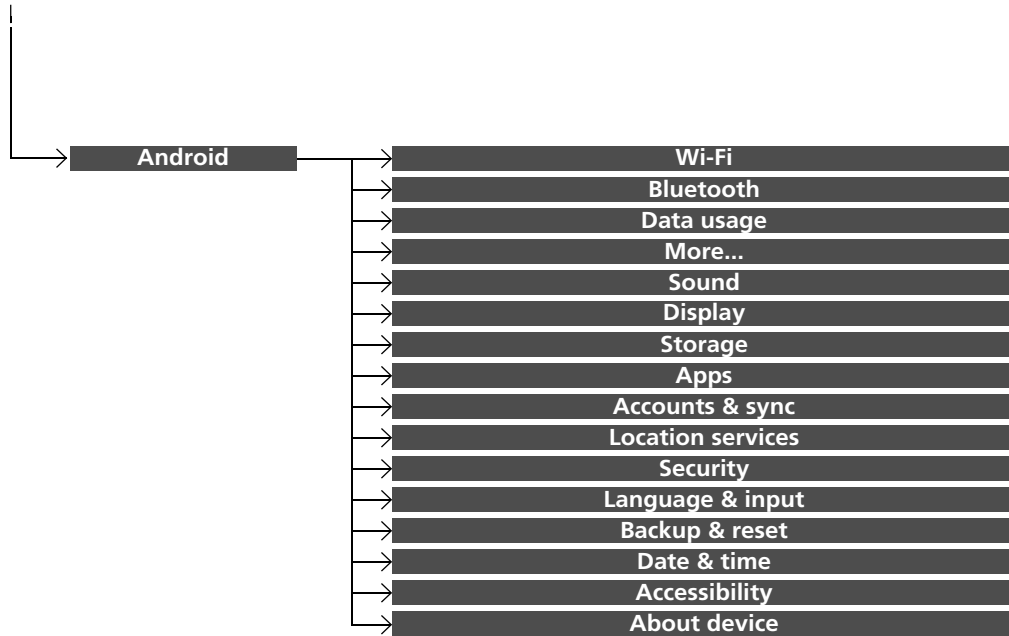 Android
Wi-Fi
Bluetooth
Data usage
More...
Sound
Display
Storage
Apps
Accounts & sync
Location services
Security
Language & input
Backup & reset
Date & time
Accessibility
About device